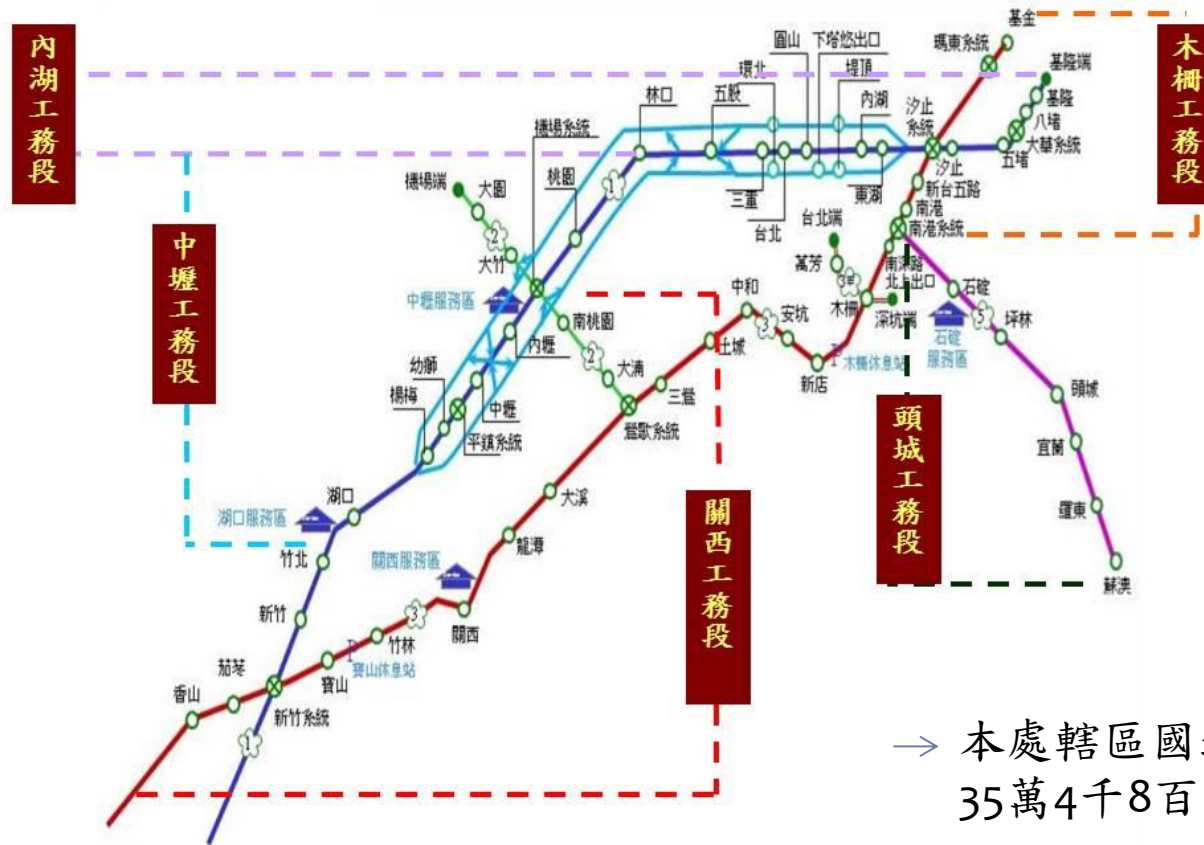 內湖工務段
中壢工務段
關西工務段
頭城工務段
木柵工務段
基金
瑪東系統
基隆端
基隆
八堵
大華系統
五堵
汐止系統
汐止
新台五路
南港
南港系統
南深路
北上出口
下塔悠出口
圓山
環北
堤頂
內湖
東湖
五股
林口
三重
台北
機場系統
桃園
機場端
大園
2
大竹
1
中壢服務區
南桃園
2
大湳
內壢
中壢
平鎮系統
幼獅
楊梅
鶯歌系統
三鶯
土城
中和
3
安坑
新店
木柵休息站
台北端
萬芳
3甲
木柵
深坑端
石碇
5
石碇
服務區
坪林
頭城
宜蘭
羅東
蘇澳
湖口
湖口服務區
竹北
新竹
大溪
龍潭
關西服務區
關西
3
竹林
寶山休息站
寶山
新竹系統
茄苳
香山
1
→ 本處轄區國
35萬4千8百